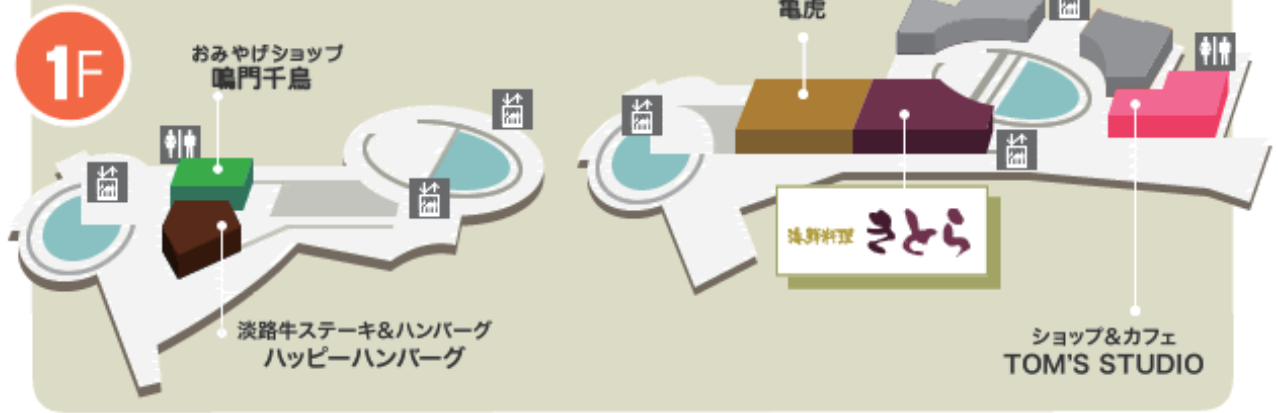 1F
おみやげショップ
鳴門千鳥
淡路牛ステーキ&ハンバーグ
ハッピーハンバーグ
亀虎
海鮮料理 きとら
ショップ&カフェ
TOM'S STUDIO